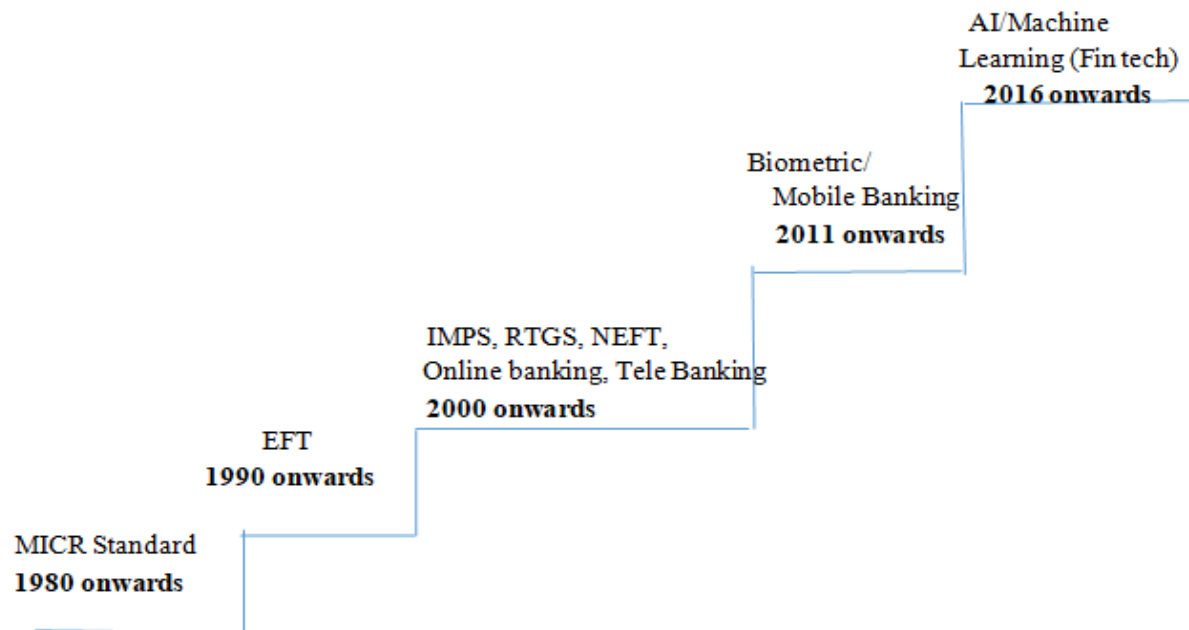 AI/Machine
Learning (Fin tech)
2016 onwards
Biometric/
Mobile Banking
2011 onwards
IMPS, RTGS, NEFT,
Online banking, Tele Banking
2000 onwards
EFT
1990 onwards
MICR Standard
1980 onwards